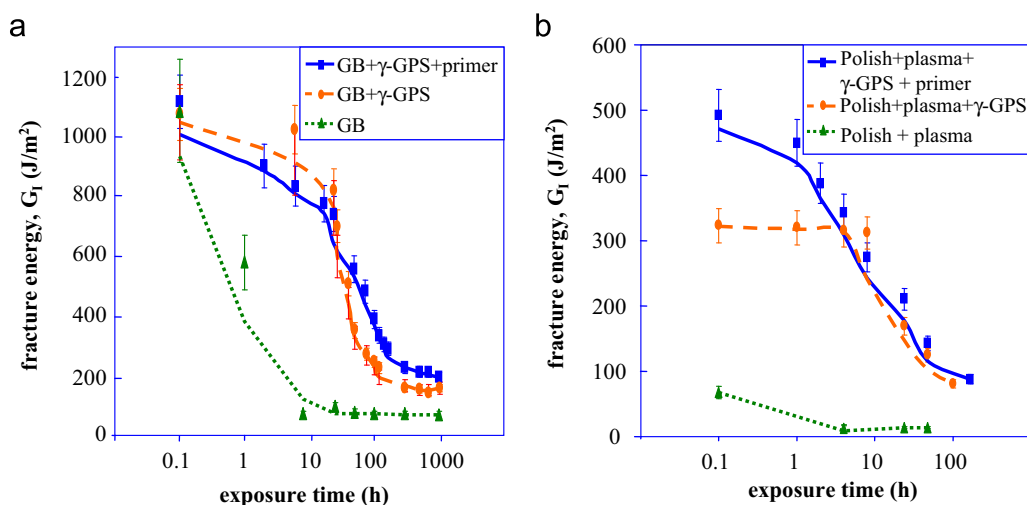 a
fracture energy, G_I (J/m²)
1200
1000
800
600
400
200
0
0.1 1 10 100 1000
exposure time (h)
GB+γ-GPS+primer
GB+γ-GPS
GB
b
fracture energy, G_I (J/m²)
600
500
400
300
200
100
0
0.1 1 10 100
exposure time (h)
Polish+plasma+
γ-GPS + primer
Polish+plasma+γ-GPS
Polish + plasma